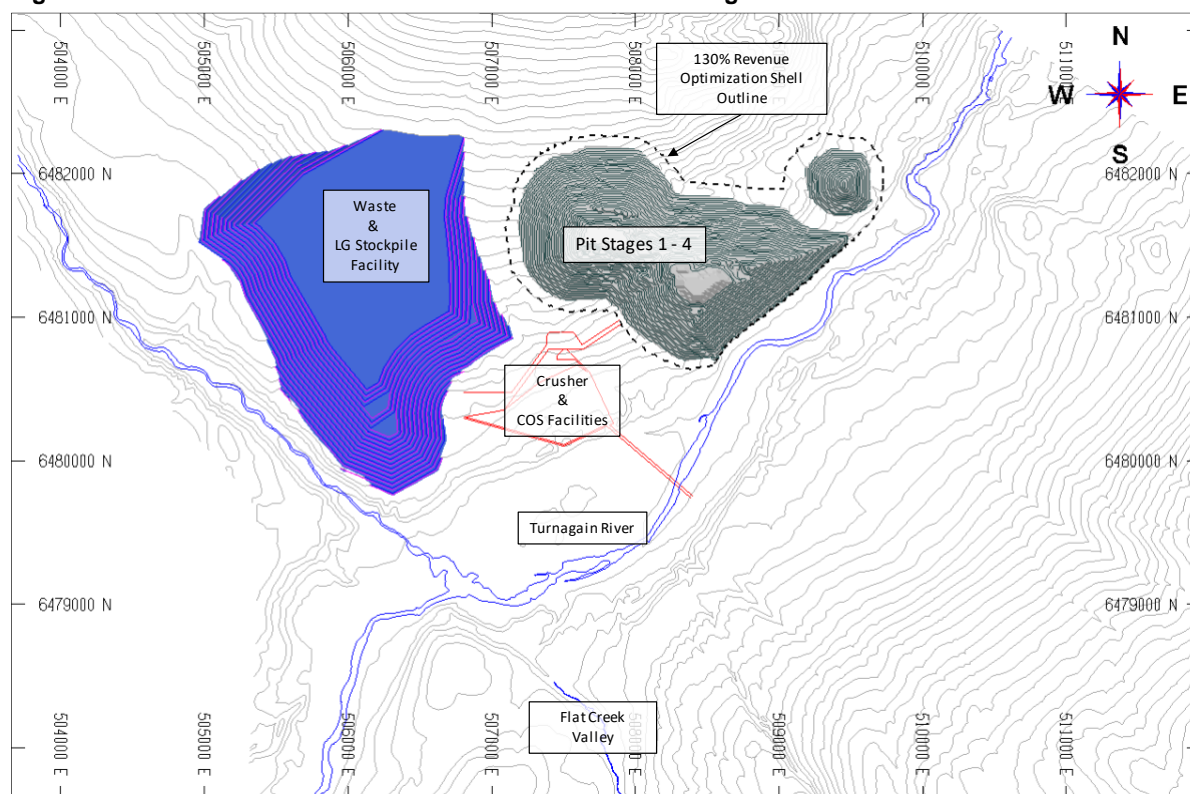 504000 E
505000 E
506000 E
507000 E
508000 E
510000 E
511000 E
130% Revenue
Optimization Shell
Outline
N
W
E
S
6482000 N
6482000 N
Waste
&
LG Stockpile
Facility
Pit Stages 1 - 4
6481000 N
6481000 N
Crusher
&
COS Facilities
6480000 N
6480000 N
Turnagain River
6479000 N
6479000 N
Flat Creek
Valley
504000 E
505000 E
506000 E
507000 E
508000 E
509000 E
510000 E
511000 E